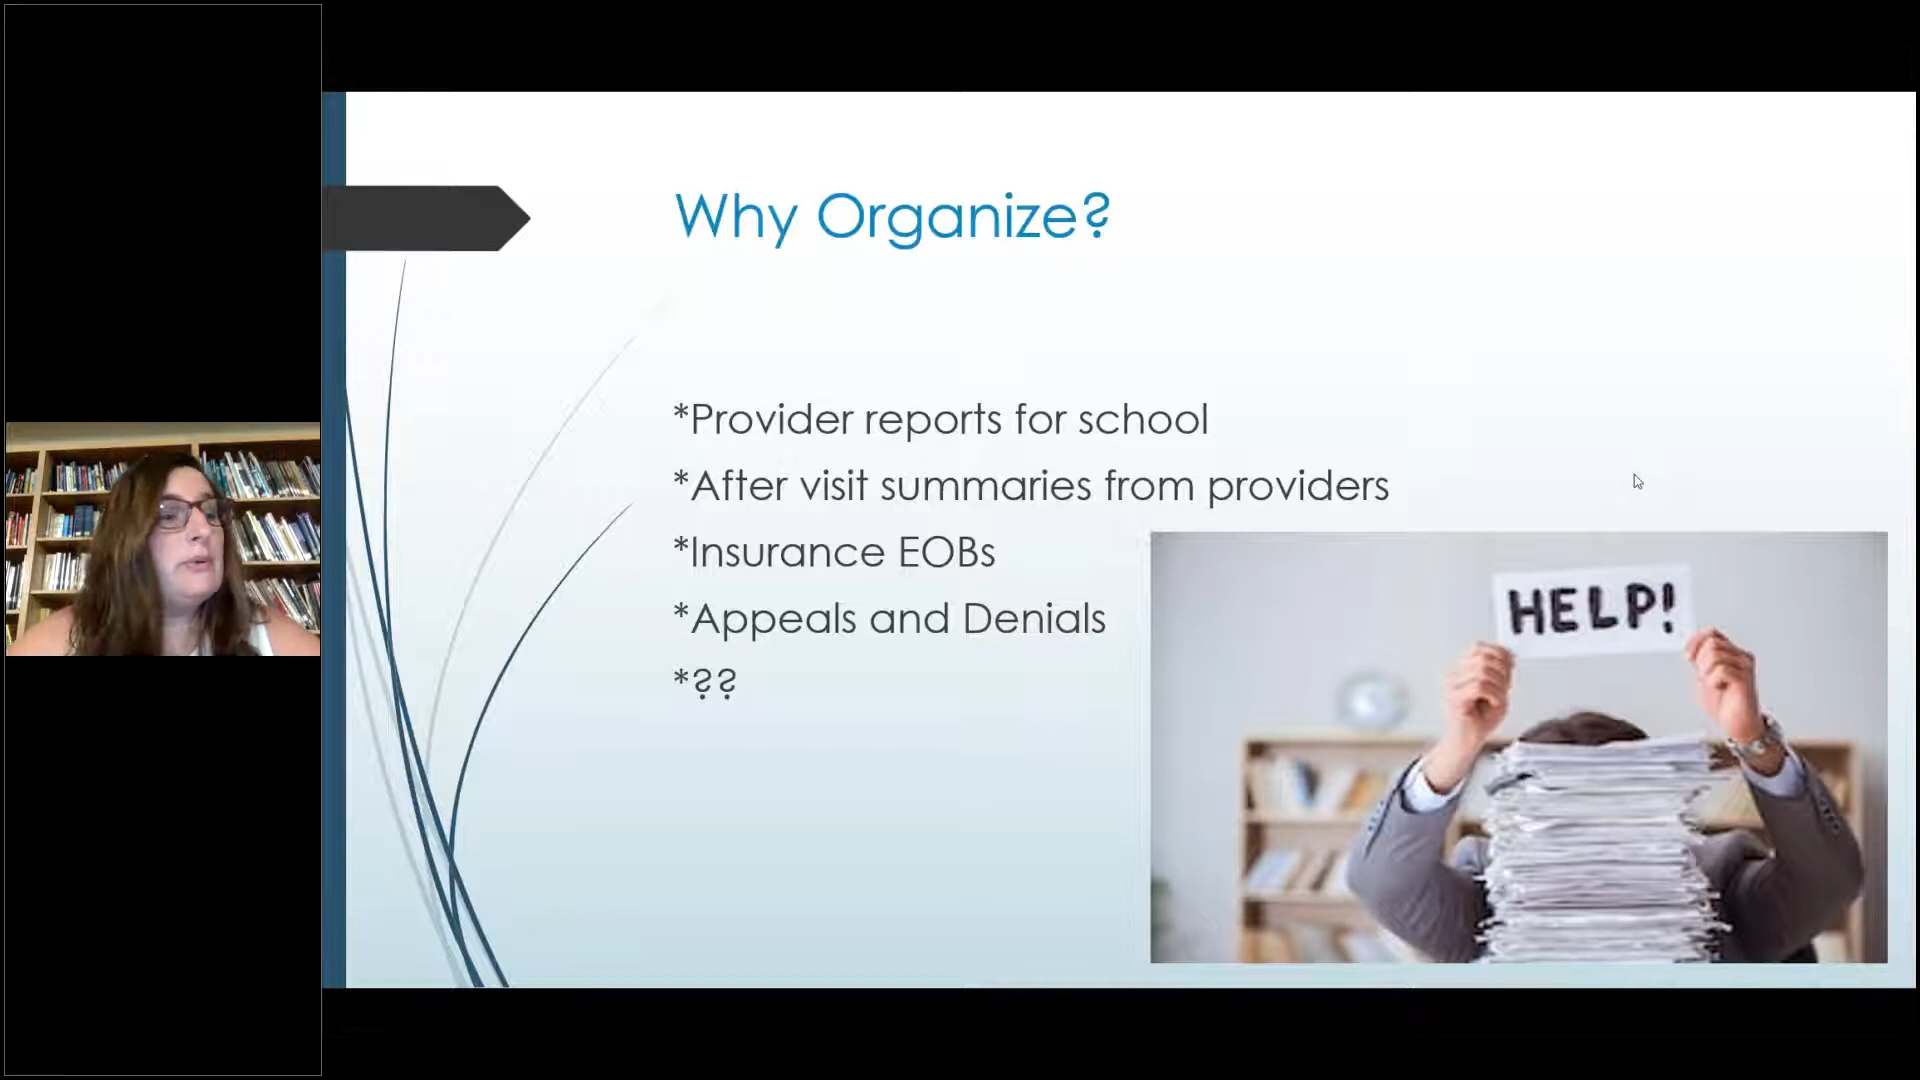 Why Organize?
*Provider reports for school
*After visit summaries from providers
*Insurance EOBs
*Appeals and Denials
*??
HELP!